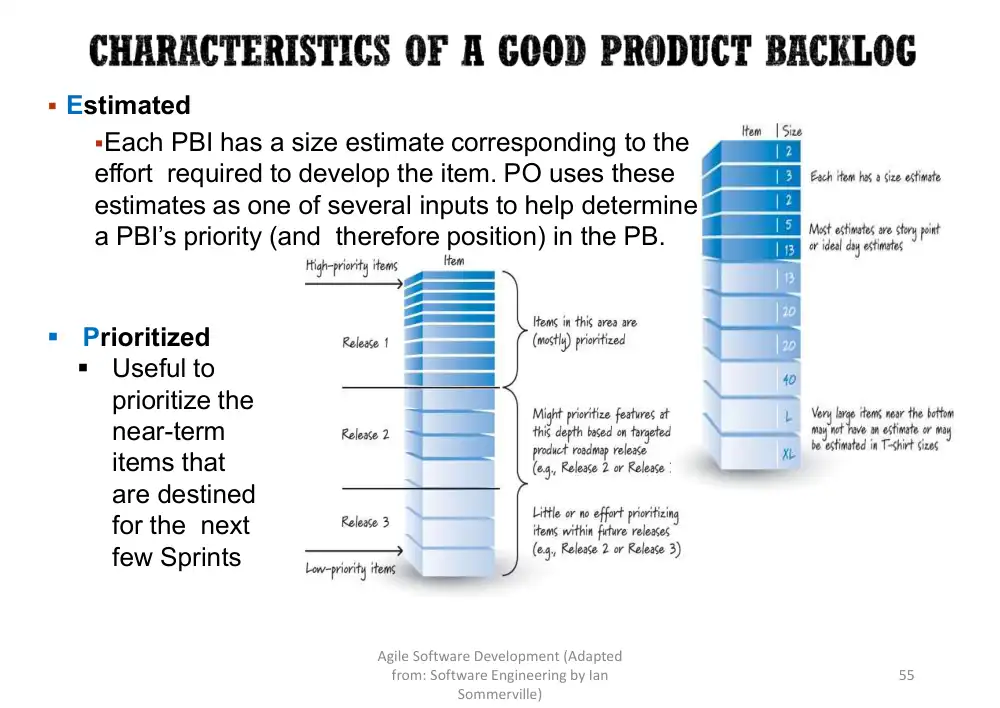 CHARACTERISTICS OF A GOOD PRODUCT BACKLOG
▪ Estimated
▪Each PBI has a size estimate corresponding to the
effort required to develop the item. PO uses these
estimates as one of several inputs to help determine
a PBI’s priority (and therefore position) in the PB.
Item | Size
2
3
2
5
13
13
20
20
40
L
XL
Each item has a size estimate
Most estimates are story point
or ideal day estimates
Very large items near the bottom
may not have an estimate or may
be estimated in T-shirt sizes
▪ Prioritized
▪ Useful to
prioritize the
near-term
items that
are destined
for the next
few Sprints
High-priority items
Item
Release 1
Release 2
Release 3
Low-priority items
Items in this area are
(mostly) prioritized
Might prioritize features at
this depth based on targeted
product roadmap release
(e.g., Release 2 or Release
Little or no effort prioritizing
items within future releases
(e.g., Release 2 or Release 3)
Agile Software Development (Adapted
from: Software Engineering by Ian
Sommerville)
55